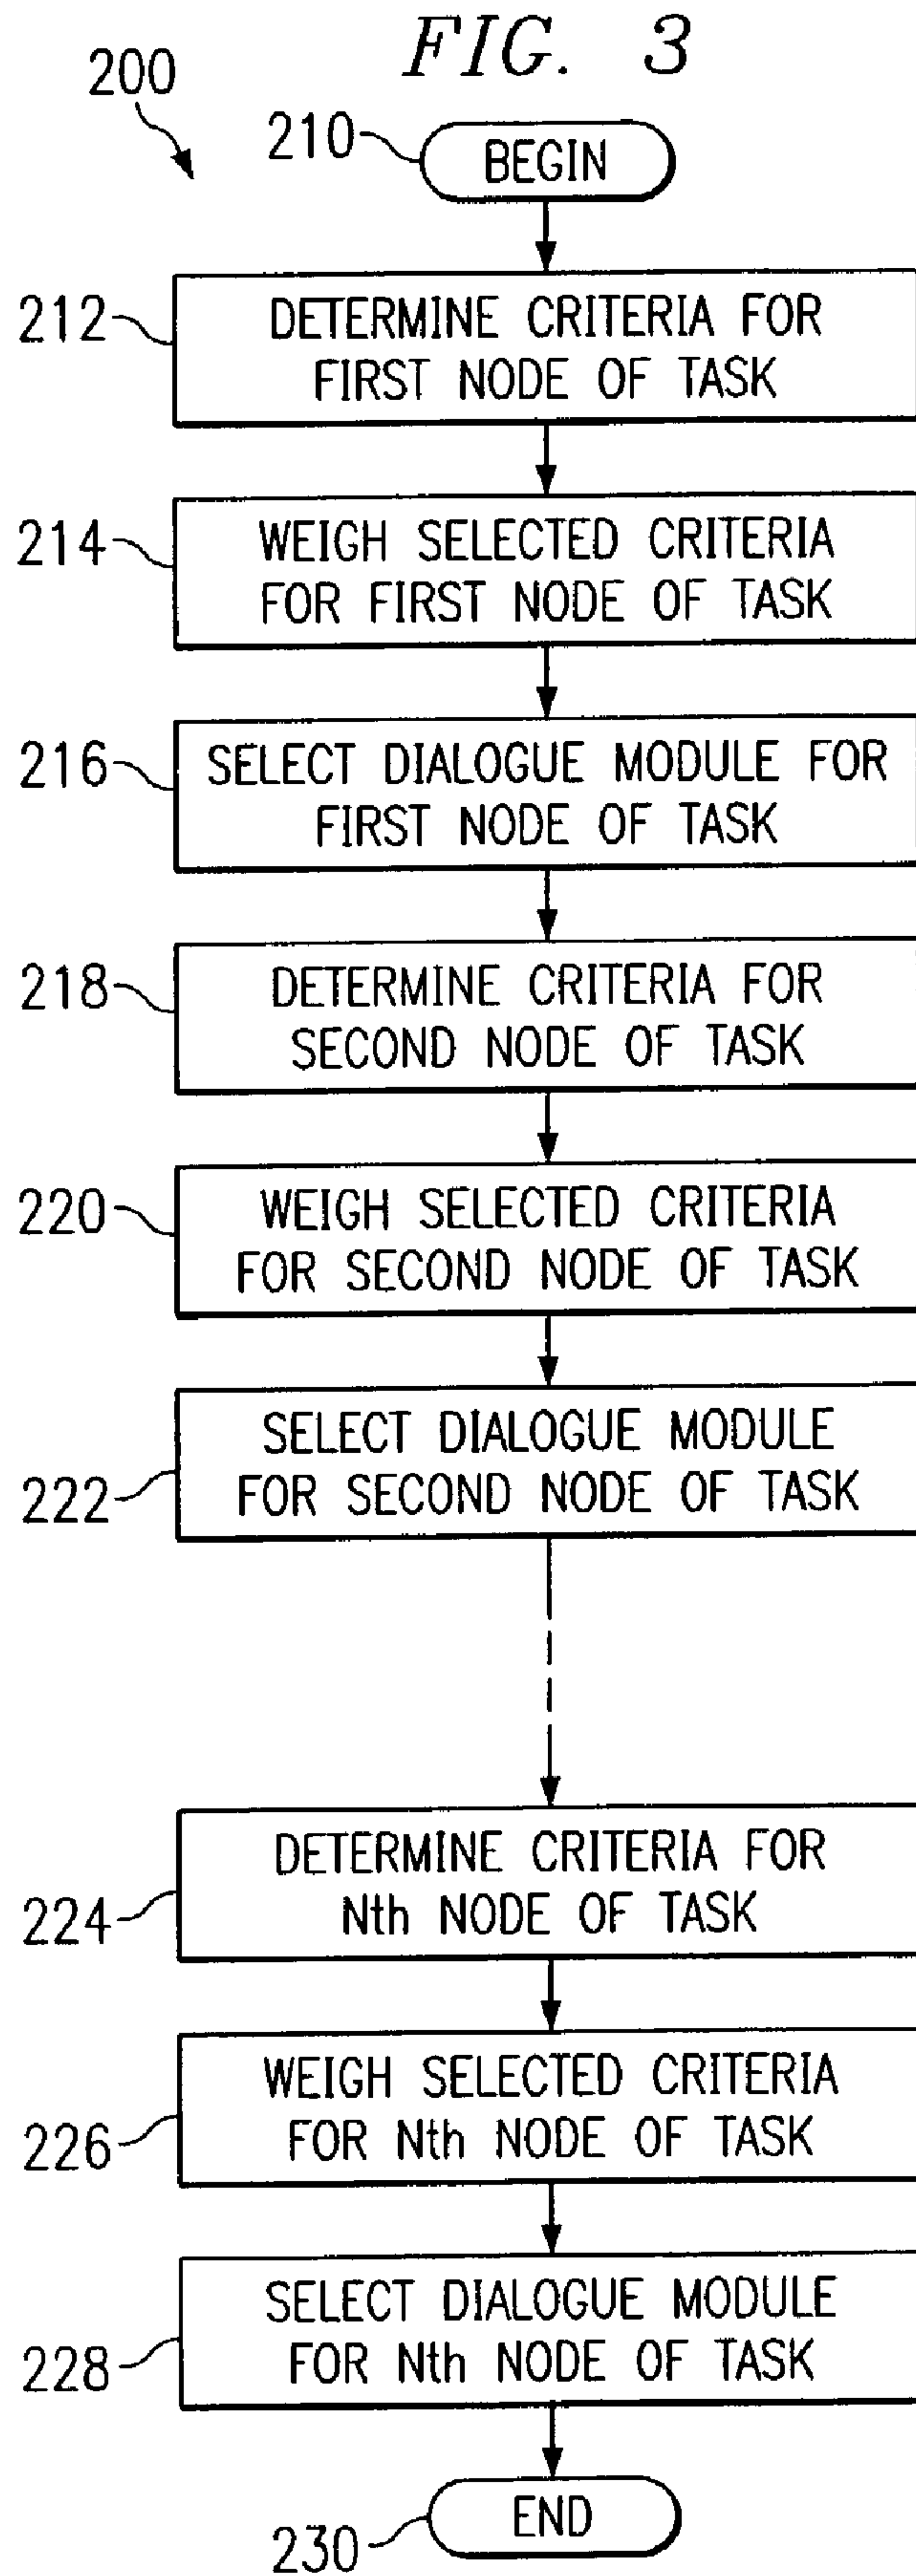 FIG. 3
200
210
BEGIN
212
DETERMINE CRITERIA FOR
FIRST NODE OF TASK
214
WEIGH SELECTED CRITERIA
FOR FIRST NODE OF TASK
216
SELECT DIALOGUE MODULE FOR
FIRST NODE OF TASK
218
DETERMINE CRITERIA FOR
SECOND NODE OF TASK
220
WEIGH SELECTED CRITERIA
FOR SECOND NODE OF TASK
222
SELECT DIALOGUE MODULE
FOR SECOND NODE OF TASK
224
DETERMINE CRITERIA FOR
Nth NODE OF TASK
226
WEIGH SELECTED CRITERIA
FOR Nth NODE OF TASK
228
SELECT DIALOGUE MODULE
FOR Nth NODE OF TASK
230
END